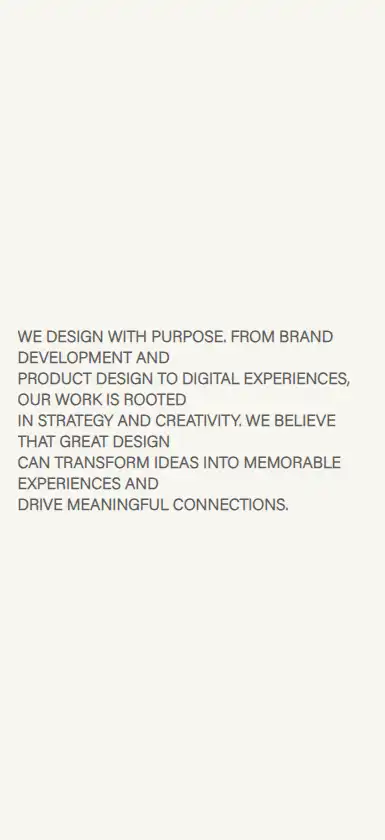 WE DESIGN WITH PURPOSE. FROM BRAND
DEVELOPMENT AND
PRODUCT DESIGN TO DIGITAL EXPERIENCES,
OUR WORK IS ROOTED
IN STRATEGY AND CREATIVITY. WE BELIEVE
THAT GREAT DESIGN
CAN TRANSFORM IDEAS INTO MEMORABLE
EXPERIENCES AND
DRIVE MEANINGFUL CONNECTIONS.